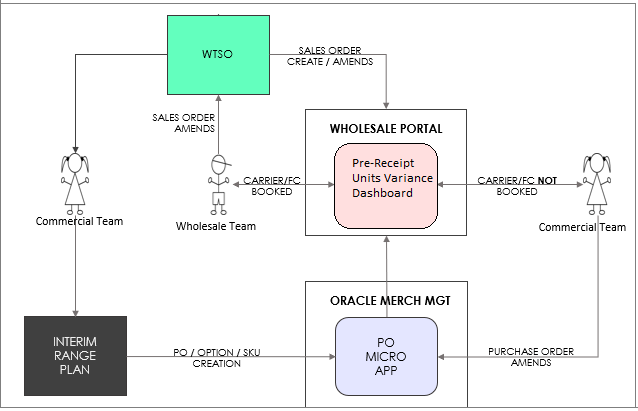 WTSO
SALES ORDER
CREATE / AMENDS
SALES ORDER
AMENDS
WHOLESALE PORTAL
Pre-Receipt
Units Variance
Dashboard
CARRIER/FC
BOOKED
CARRIER/FC NOT
BOOKED
Commercial Team
Wholesale Team
Commercial Team
ORACLE MERCH MGT
INTERIM
RANGE
PLAN
PO / OPTION / SKU
CREATION
PO
MICRO
APP
PURCHASE ORDER
AMENDS